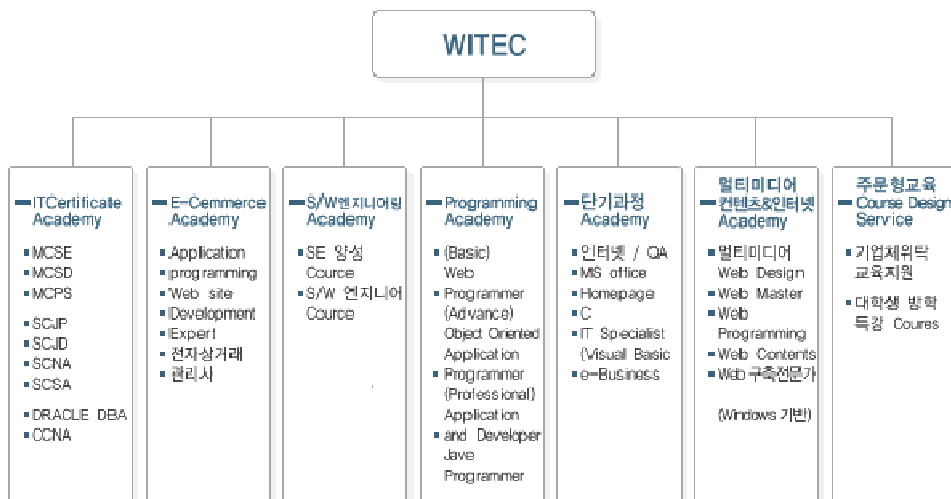 WITEC
ITCertificate
Academy
MCSE
MCSD
MCPS
SCJP
SCJD
SCNA
SCSA
DRACLE DBA
CCNA
E-Cemmerce
Academy
Application
programming
Web site
Development
Expert
전자상거래
관리사
S/W엔지니어링
Academy
SE 양성
Cource
S/W 엔지니어
Cource
Programming
Academy
(Basic)
Web
Programmer
(Advance)
Object Oriented
Application
Programmer
(Professional)
Application
and Developer
Jave
Programmer
단기과정
Academy
인터넷 / OA
MS office
Homepage
C
IT Specialist
(Visual Basic
e-Business
멀티미디어
컨텐츠&인터넷
Academy
멀티미디어
Web Design
Web Master
Web
Programming
Web Contents
Web 구축전문가
(Windows 기반)
주문형교육
Course Design
Service
기업체위탁
교육지원
대학생 방학
특강 Coures